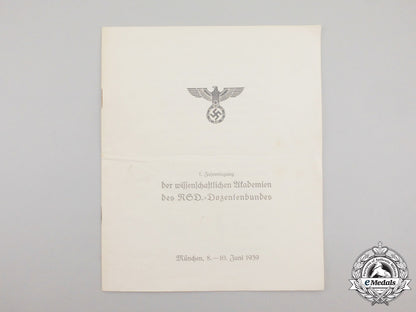 1. Jahrestagung
der wissenschaftlichen Akademien
des NSD.-Dozentenbundes
München, 8.—10. Juni 1939
eMedals